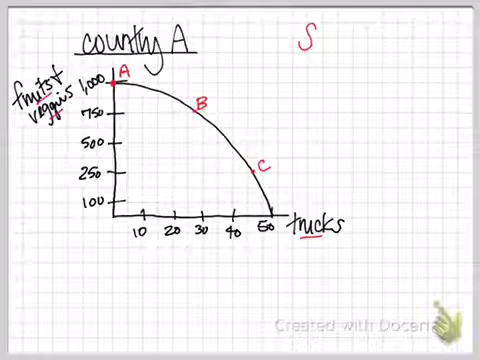 country A
S
fruits &
veggies
1,000
A
750
B
500
250
C
100
10 20 30 40 50
trucks
Created with Doceri